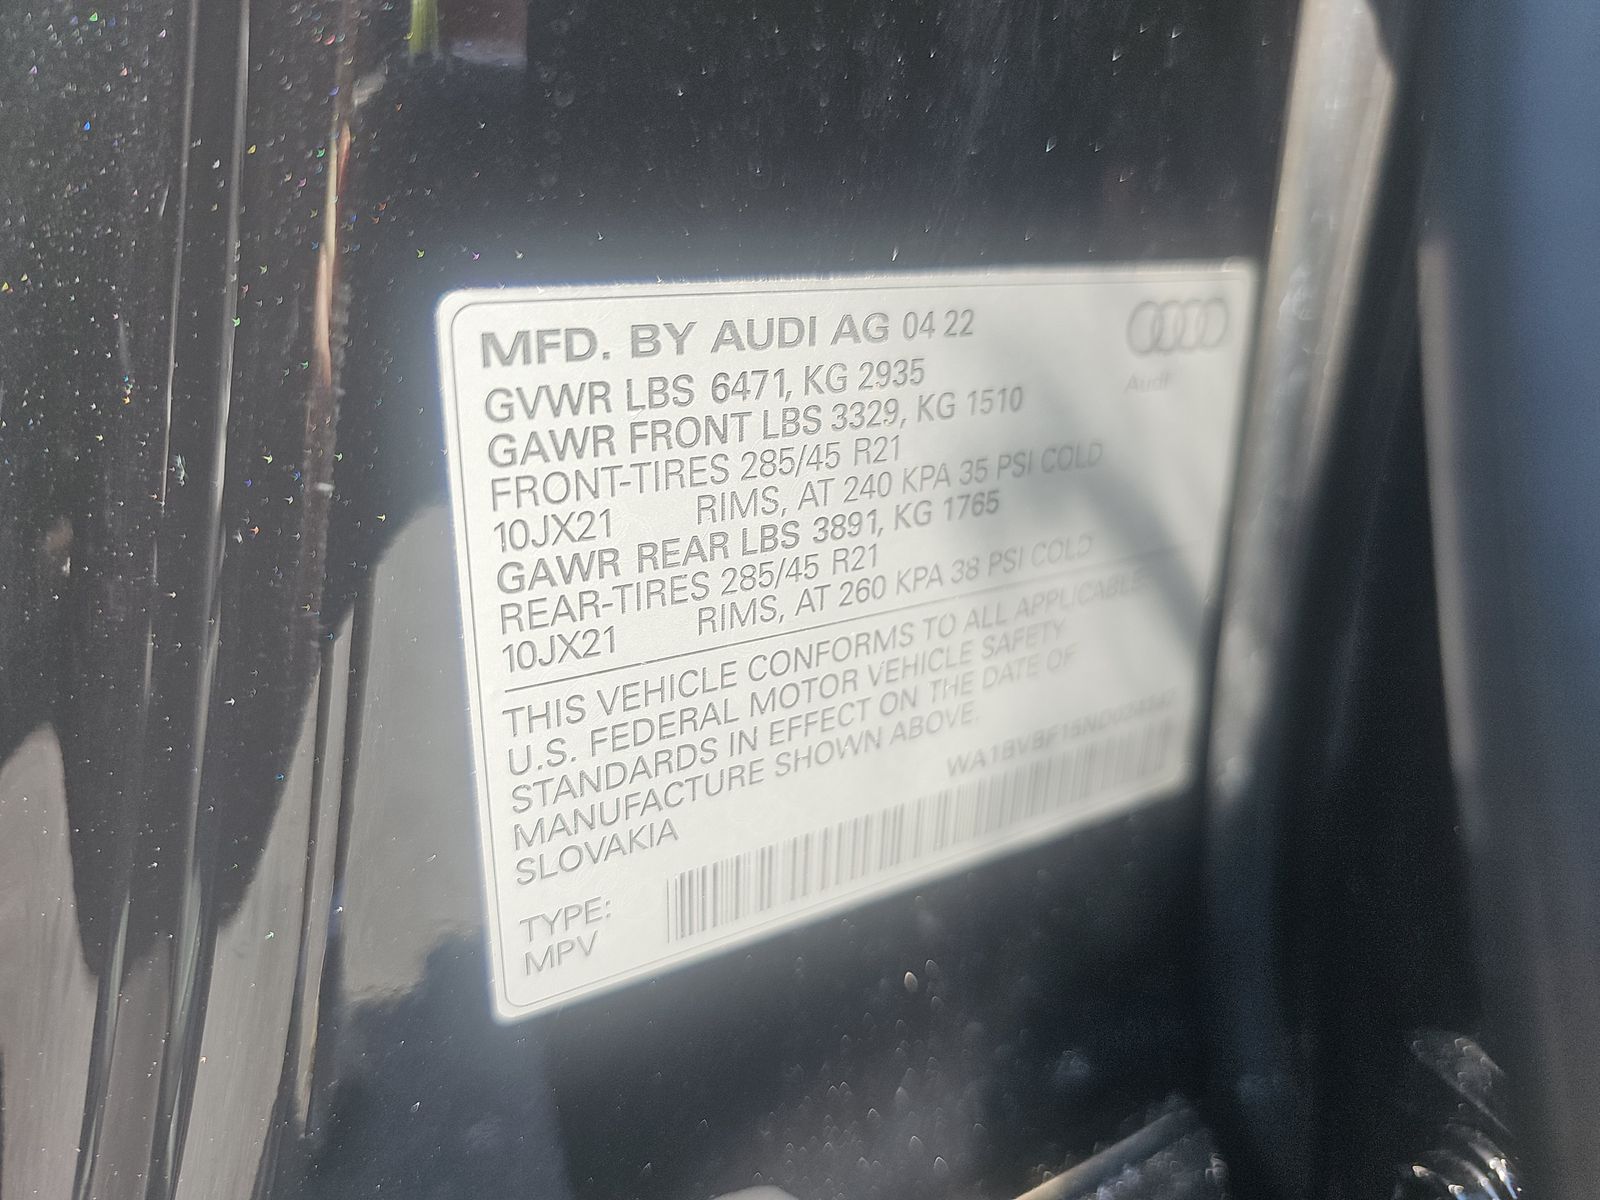 MFD. BY AUDI AG 04 22
Audi
GVWR LBS 6471, KG 2935
GAWR FRONT LBS 3329, KG 1510
FRONT-TIRES 285/45 R21
10JX21 RIMS, AT 240 KPA 35 PSI COLD
GAWR REAR LBS 3891, KG 1765
REAR-TIRES 285/45 R21
10JX21 RIMS, AT 260 KPA 38 PSI COLD
THIS VEHICLE CONFORMS TO ALL APPLICABLE
U.S. FEDERAL MOTOR VEHICLE SAFETY
STANDARDS IN EFFECT ON THE DATE OF
MANUFACTURE SHOWN ABOVE.
SLOVAKIA
TYPE:
MPV